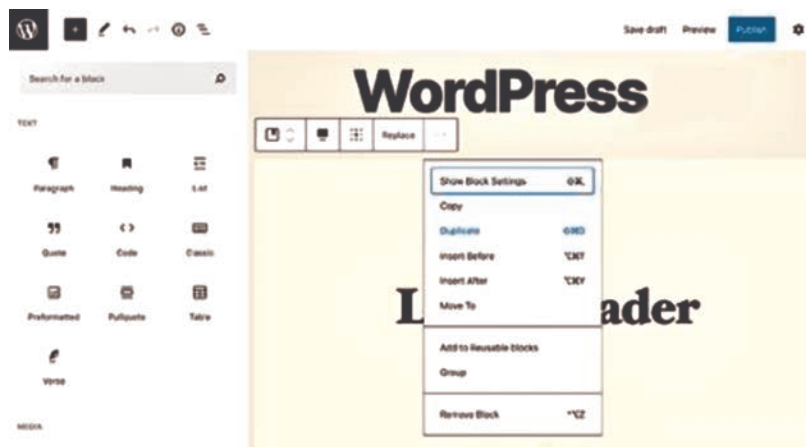 Save draft Preview Publish
Search for a block
WordPress
TEXT
Replace
Paragraph Heading List
Quote Code Classic
Preformatted Pullquote Table
Verse
MEDIA
Show Block Settings
Copy
Duplicate
Insert Before
Insert After
Move To
Add to Reusable blocks
Group
Remove Block
L ader